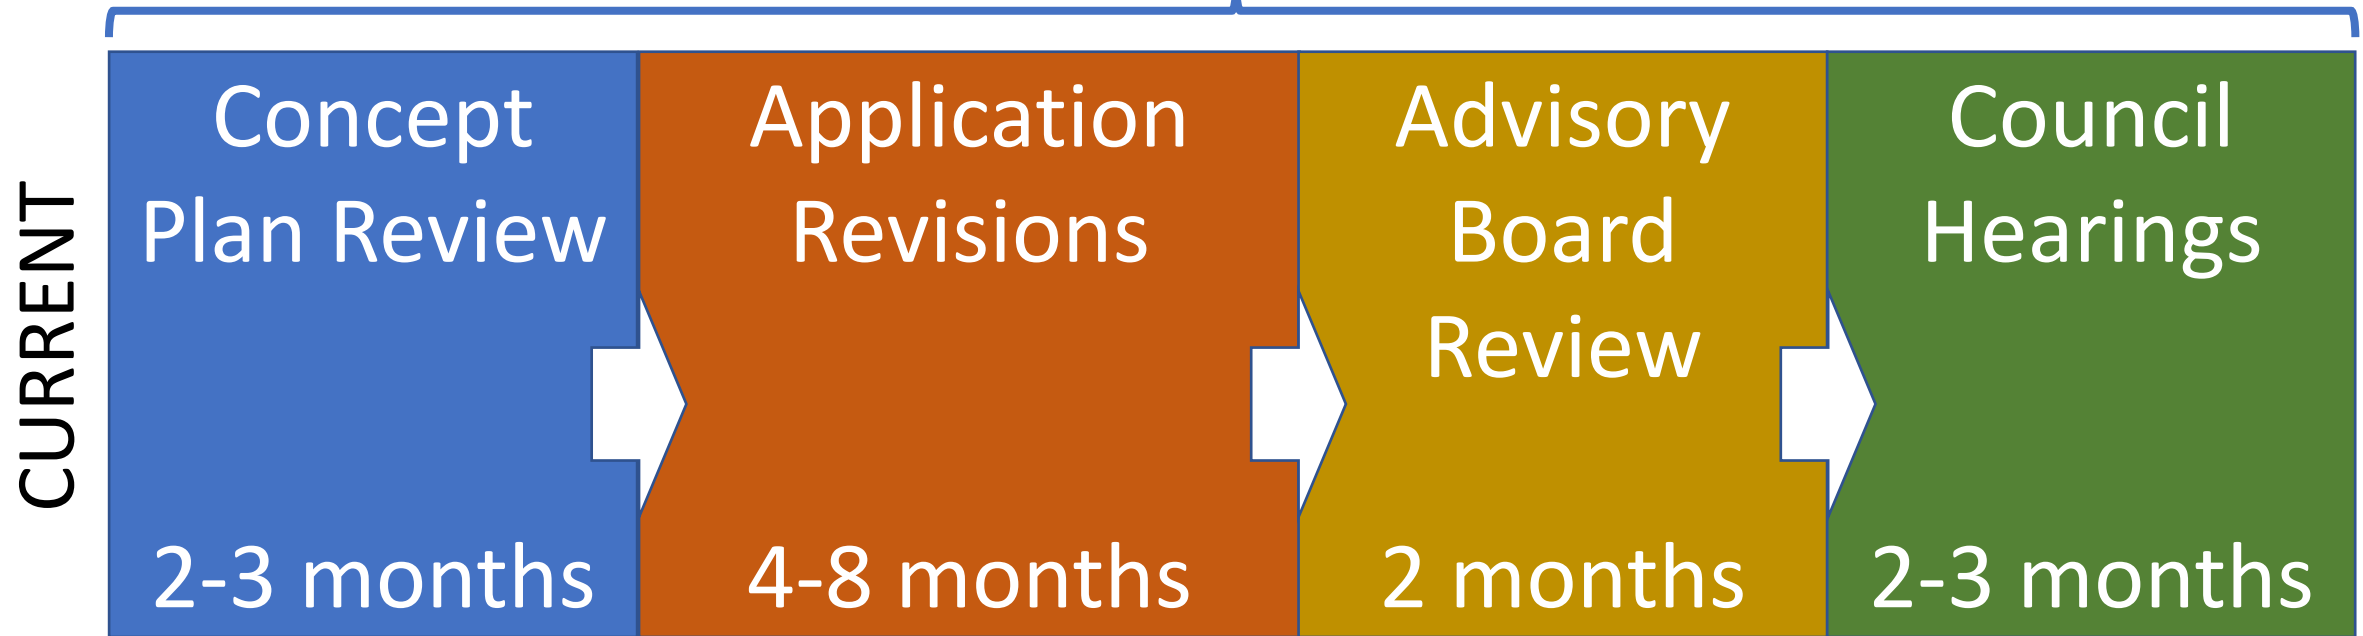 CURRENT
Concept
Plan Review
2-3 months
Application
Revisions
4-8 months
Advisory
Board
Review
2 months
Council
Hearings
2-3 months